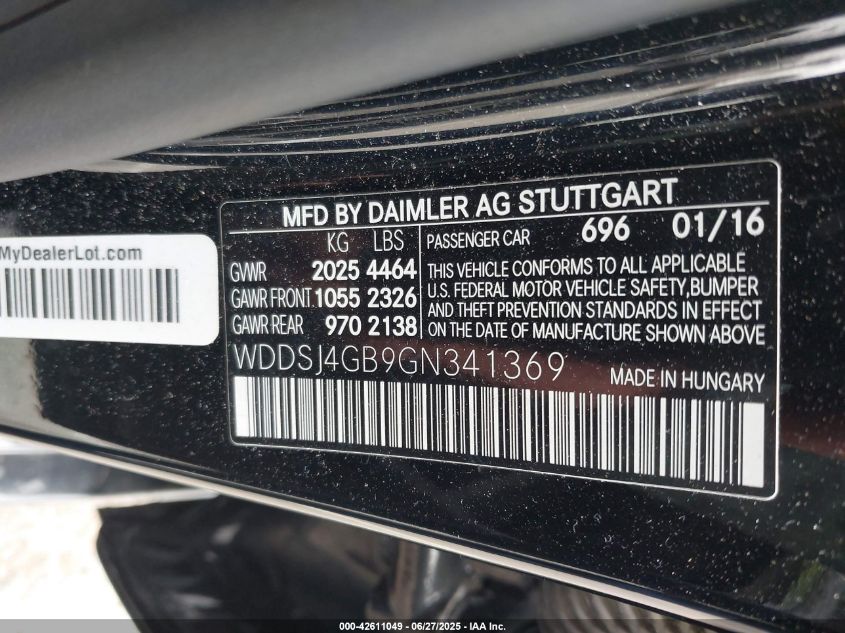 MFD BY DAIMLER AG STUTTGART
KG LBS
GVWR 2025 4464
GAWR FRONT 1055 2326
GAWR REAR 970 2138
PASSENGER CAR 696 01/16
THIS VEHICLE CONFORMS TO ALL APPLICABLE
U.S. FEDERAL MOTOR VEHICLE SAFETY,BUMPER
AND THEFT PREVENTION STANDARDS IN EFFECT
ON THE DATE OF MANUFACTURE SHOWN ABOVE
WDDSJ4GB9GN341369
MADE IN HUNGARY
MyDealerLot.com
000-42611049 - 06/27/2025 - IAA Inc.